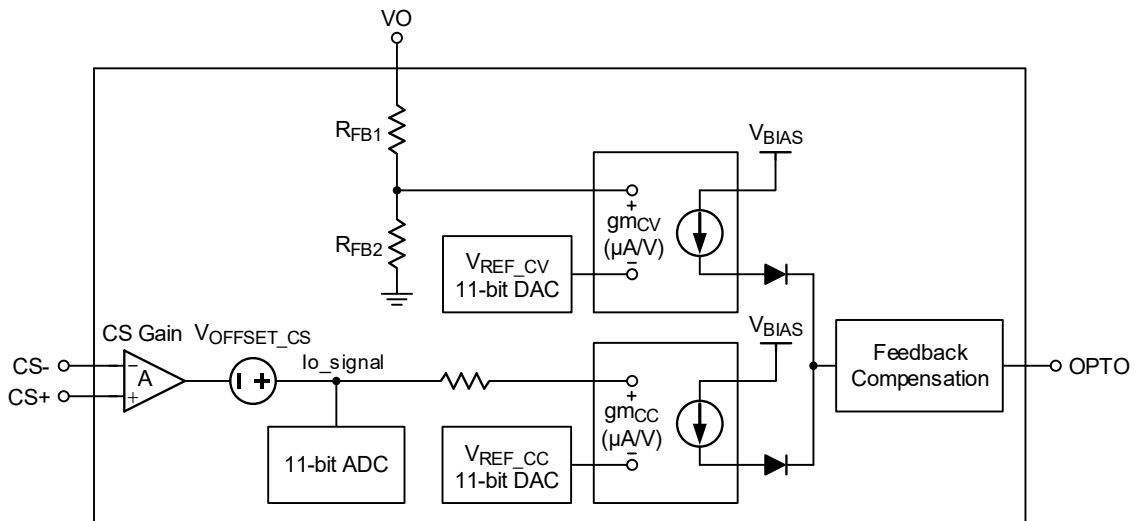 VO
RFB1
VBIAS
+
gmCV
(µA/V)
−
RFB2
VREF_CV
11-bit DAC
CS Gain
VOFFSET_CS
VBIAS
CS-
−
A
Io_signal
+
gmCC
(µA/V)
−
Feedback
Compensation
OPTO
CS+
+
11-bit ADC
VREF_CC
11-bit DAC